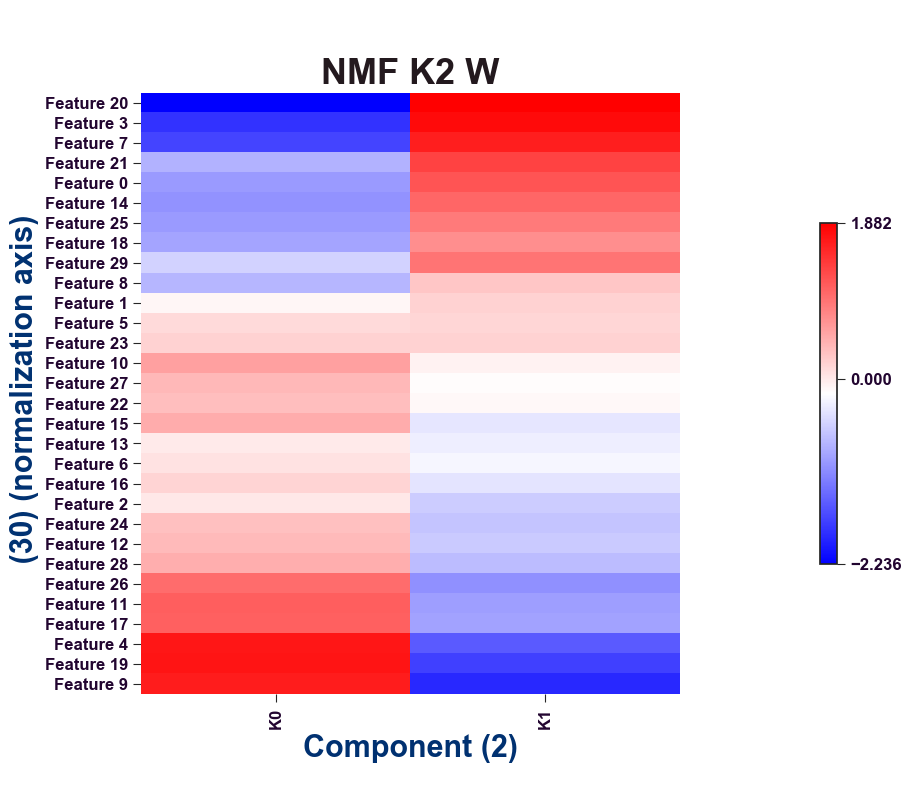 NMF K2 W
Feature 20
Feature 3
Feature 7
Feature 21
Feature 0
Feature 14
Feature 25
Feature 18
Feature 29
Feature 8
Feature 1
Feature 5
Feature 23
Feature 10
Feature 27
Feature 22
Feature 15
Feature 13
Feature 6
Feature 16
Feature 2
Feature 24
Feature 12
Feature 28
Feature 26
Feature 11
Feature 17
Feature 4
Feature 19
Feature 9
(30) (normalization axis)
K0
K1
Component (2)
1.882
0.000
−2.236